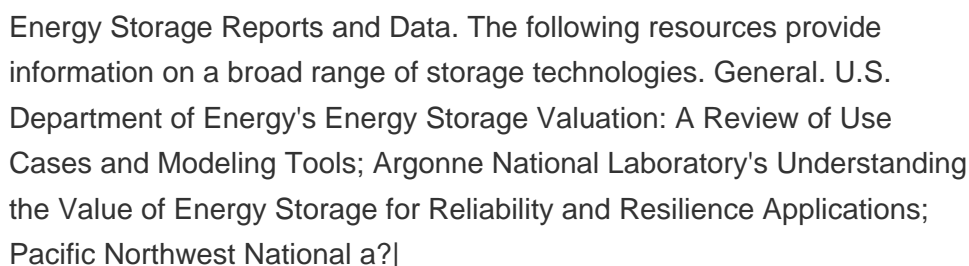 Energy Storage Reports and Data. The following resources provide
information on a broad range of storage technologies. General. U.S.
Department of Energy's Energy Storage Valuation: A Review of Use
Cases and Modeling Tools; Argonne National Laboratory's Understanding
the Value of Energy Storage for Reliability and Resilience Applications;
Pacific Northwest National a?|